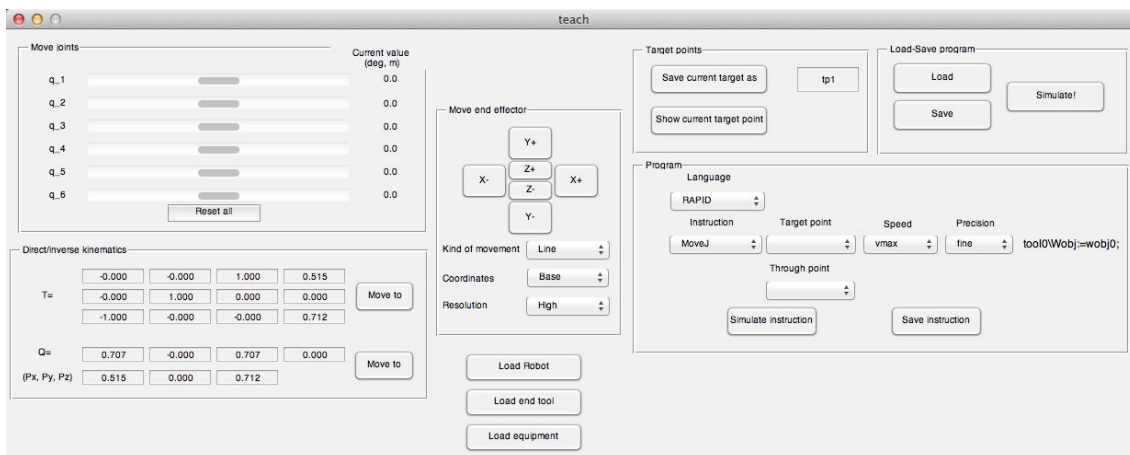 teach
Move joints
Current value
(deg, m)
q_1 0.0
q_2 0.0
q_3 0.0
q_4 0.0
q_5 0.0
q_6 0.0
Reset all
Direct/inverse kinematics
-0.000 -0.000 1.000 0.515
T= -0.000 1.000 0.000 0.000 Move to
-1.000 -0.000 -0.000 0.712
Q= 0.707 -0.000 0.707 0.000 Move to
(Px, Py, Pz) 0.515 0.000 0.712
Move end effector
Y+
Z+
X- X+
Z-
Y-
Kind of movement Line
Coordinates Base
Resolution High
Load Robot
Load end tool
Load equipment
Target points
Save current target as tp1
Show current target point
Load-Save program
Load
Simulate!
Save
Program
Language
RAPID
Instruction Target point Speed Precision
MoveJ vmax fine tool0\Wobj:=wobj0;
Through point
Simulate instruction Save instruction